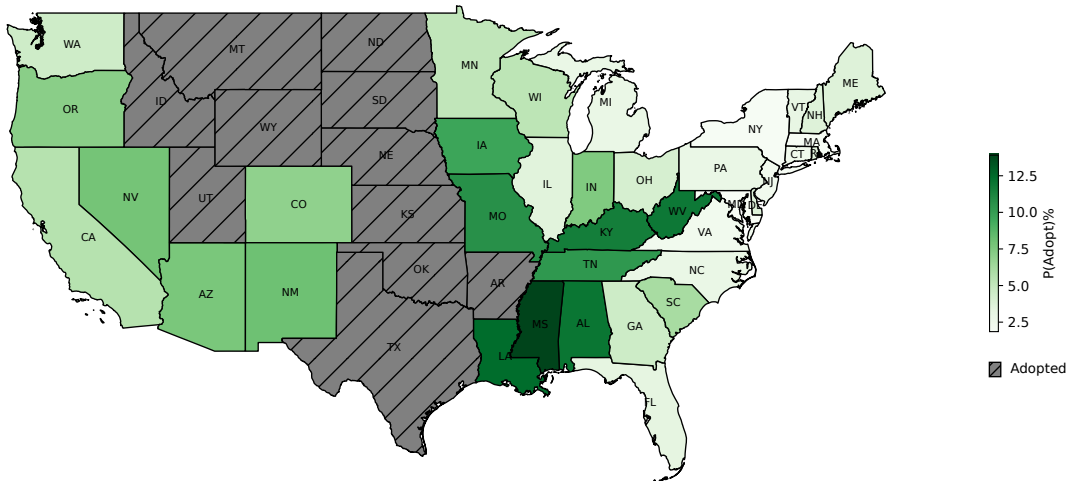 WA
MT
ND
MN
ME
OR
ID
WY
SD
WI
MI
VT
NH
NY
MA
CT
IA
NE
PA
NJ
NV
UT
CO
KS
MO
IL
IN
OH
WV
MD
DE
VA
KY
CA
AZ
NM
OK
AR
TN
NC
SC
TX
LA
MS
AL
GA
FL
12.5
10.0
7.5
5.0
2.5
P(Adopt)%
Adopted